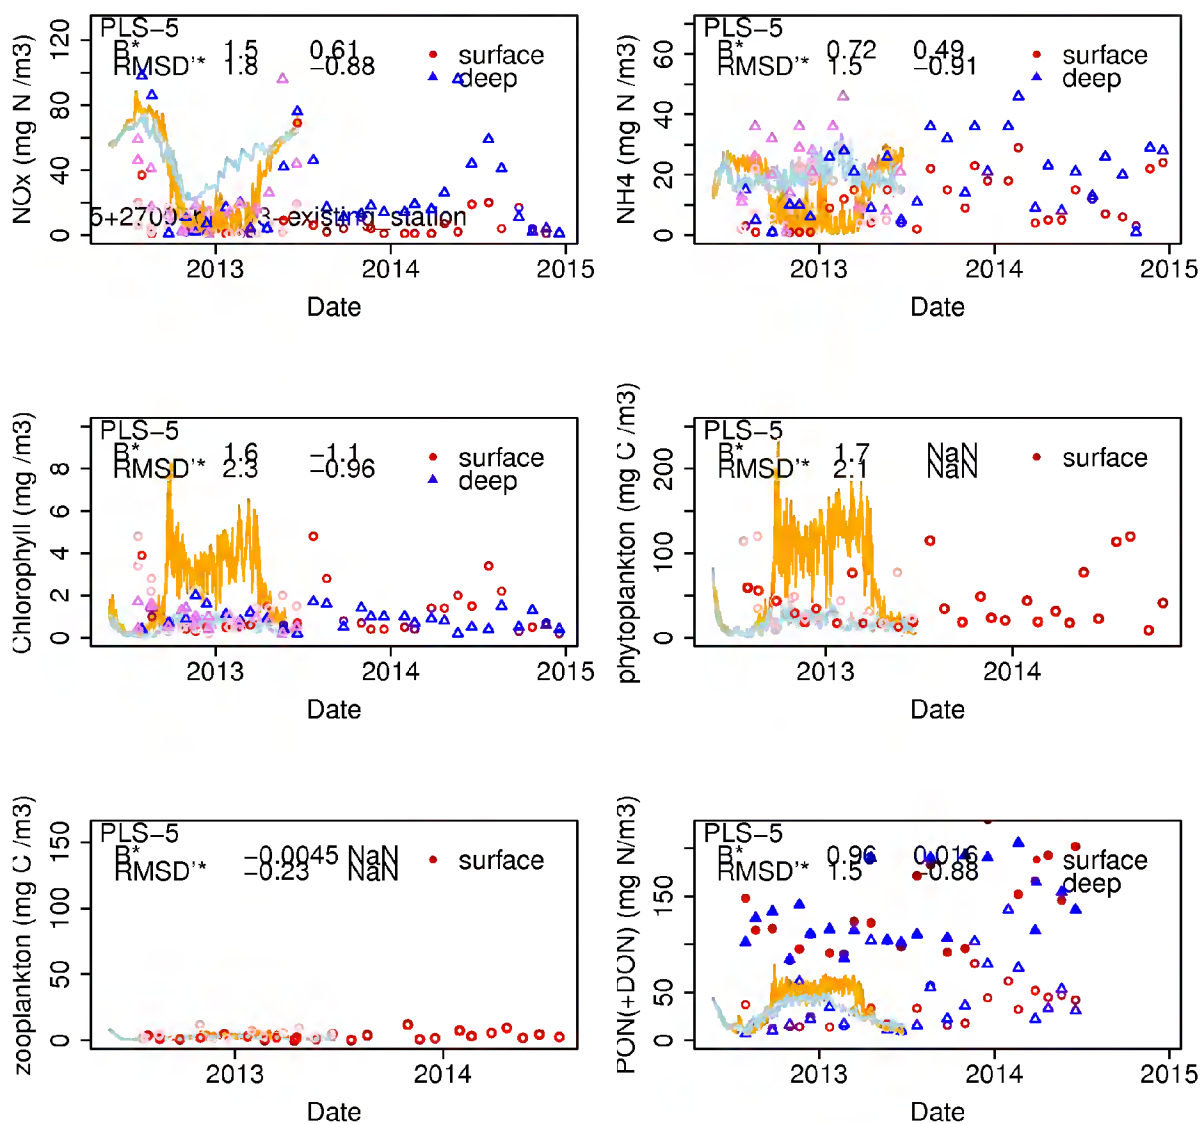 PLS-5
B* 1.5 0.61
RMSD'* 1.8 -0.88
surface
deep
NOx (mg N /m3)
0 40 80 120
5+2700-
3-existing_station
2013 2014 2015
Date
PLS-5
B* 0.72 0.49
RMSD'* 1.5 -0.91
surface
deep
NH4 (mg N /m3)
0 20 40 60
2013 2014 2015
Date
PLS-5
B* 1.6 -1.1
RMSD'* 2.3 -0.96
surface
deep
Chlorophyll (mg /m3)
0 2 4 6 8
2013 2014 2015
Date
PLS-5
B* 1.7 NaN
RMSD'* 2.1 NaN
surface
phytoplankton (mg C /m3)
0 100 200
2013 2014
Date
PLS-5
B* -0.0045 NaN
RMSD'* -0.23 NaN
surface
zooplankton (mg C /m3)
0 50 100 150
2013 2014
Date
PLS-5
B* 0.96 0.016
RMSD'* 1.5 -0.88
surface
deep
PON(+DON) (mg N/m3)
0 50 150
2013 2014 2015
Date